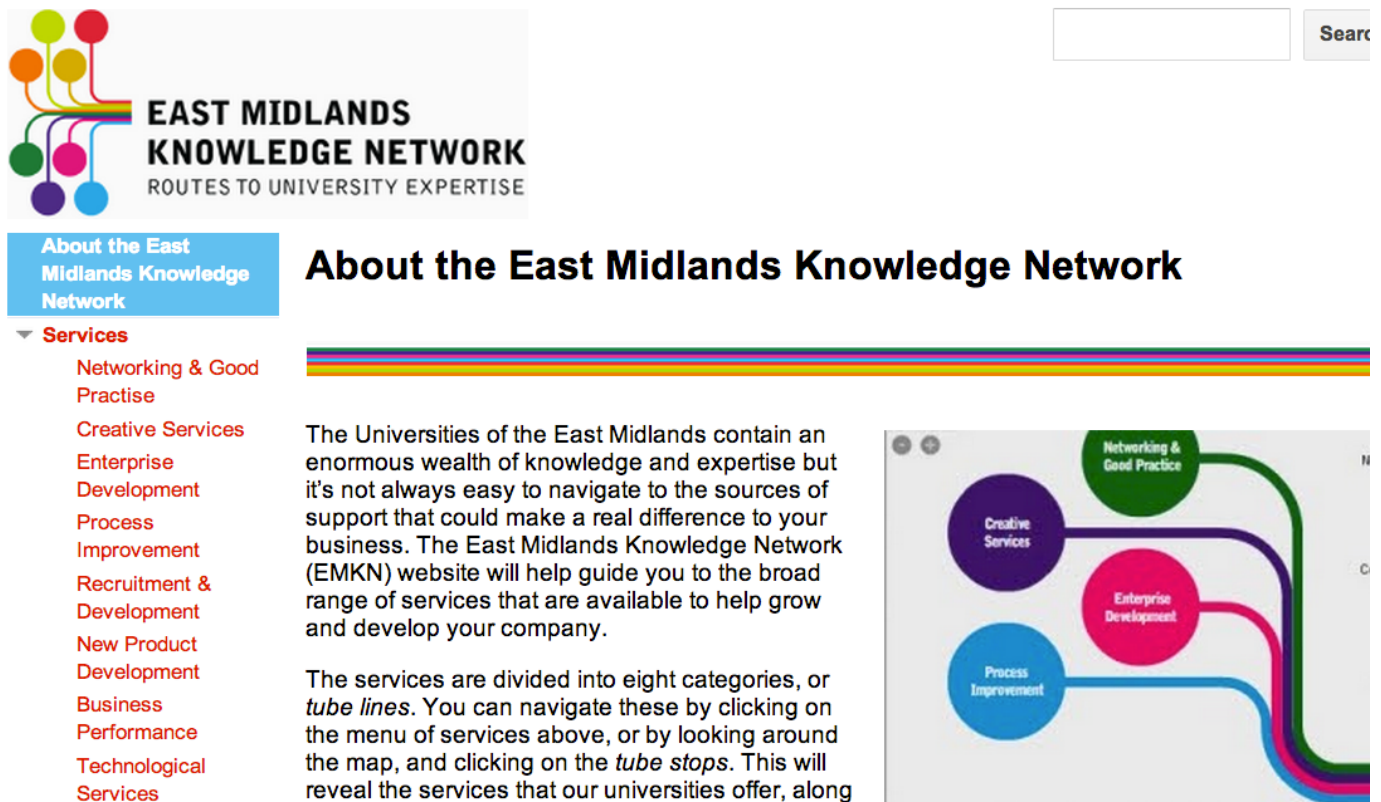 EAST MIDLANDS
KNOWLEDGE NETWORK
ROUTES TO UNIVERSITY EXPERTISE
About the East
Midlands Knowledge
Network
Services
Networking & Good
Practise
Creative Services
Enterprise
Development
Process
Improvement
Recruitment &
Development
New Product
Development
Business
Performance
Technological
Services
About the East Midlands Knowledge Network
The Universities of the East Midlands contain an
enormous wealth of knowledge and expertise but
it's not always easy to navigate to the sources of
support that could make a real difference to your
business. The East Midlands Knowledge Network
(EMKN) website will help guide you to the broad
range of services that are available to help grow
and develop your company.
The services are divided into eight categories, or
tube lines. You can navigate these by clicking on
the menu of services above, or by looking around
the map, and clicking on the tube stops. This will
reveal the services that our universities offer, along
Networking &
Good Practice
Creative
Services
Enterprise
Development
Process
Improvement